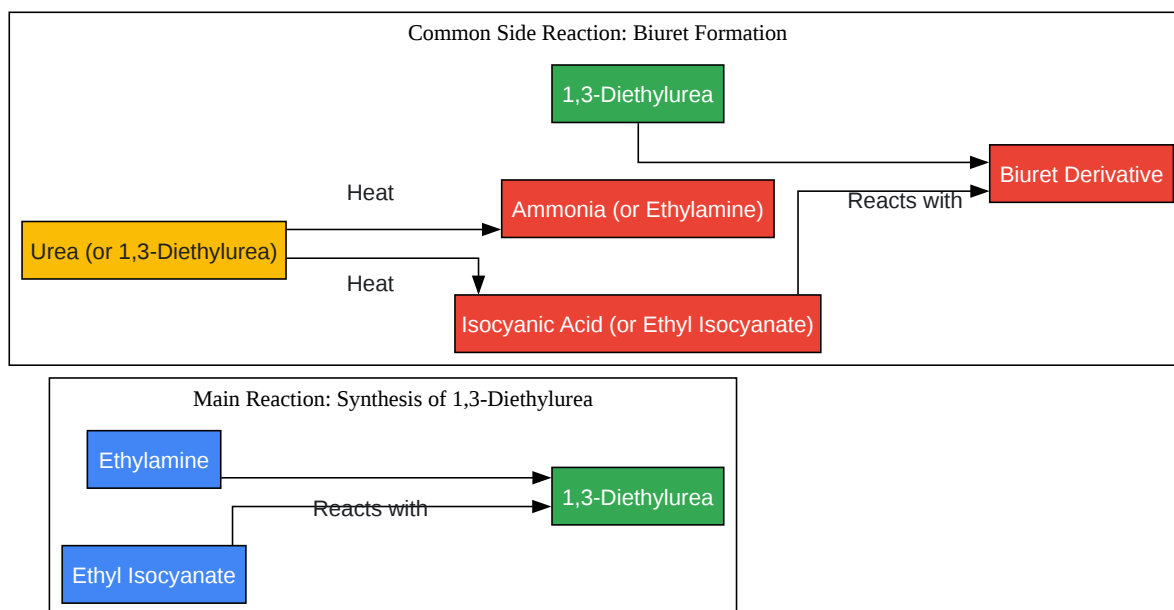 Common Side Reaction: Biuret Formation
1,3-Diethylurea
Biuret Derivative
Heat
Ammonia (or Ethylamine)
Reacts with
Urea (or 1,3-Diethylurea)
Heat
Isocyanic Acid (or Ethyl Isocyanate)
Main Reaction: Synthesis of 1,3-Diethylurea
Ethylamine
1,3-Diethylurea
Reacts with
Ethyl Isocyanate